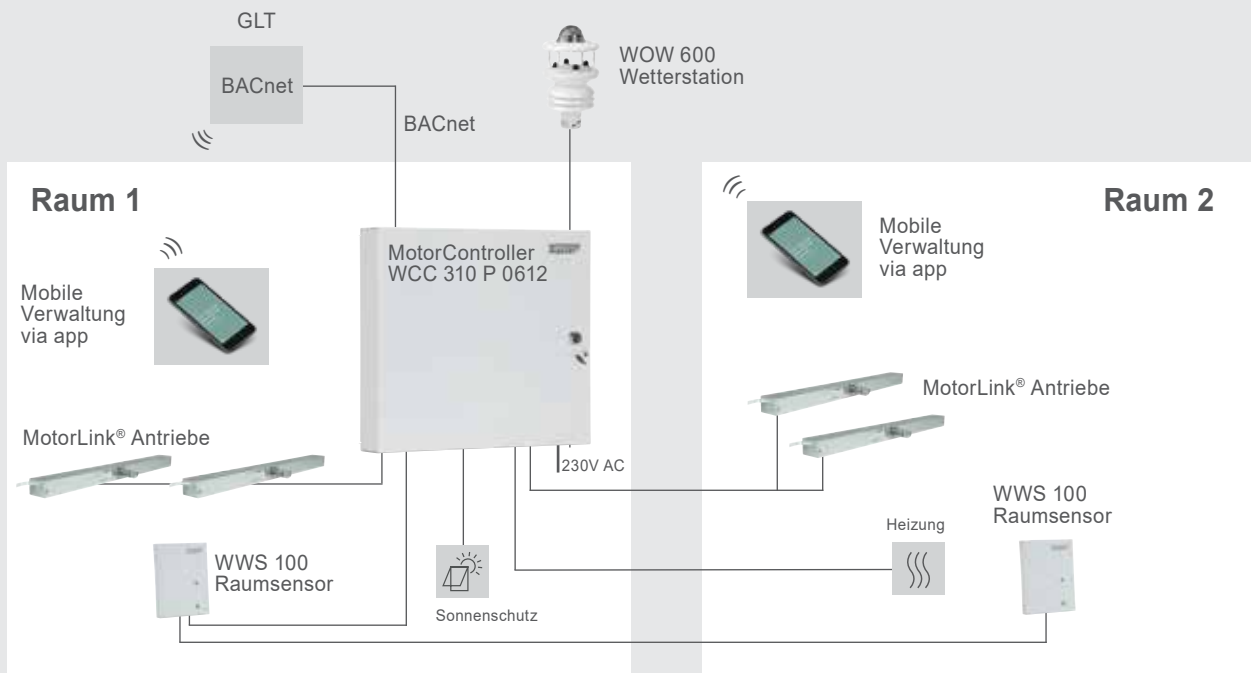 GLT
BACnet
BACnet
WOW 600
Wetterstation
Raum 1
Raum 2
Mobile
Verwaltung
via app
MotorController
WCC 310 P 0612
Mobile
Verwaltung
via app
MotorLink® Antriebe
MotorLink® Antriebe
230V AC
WWS 100
Raumsensor
Sonnenschutz
Heizung
WWS 100
Raumsensor